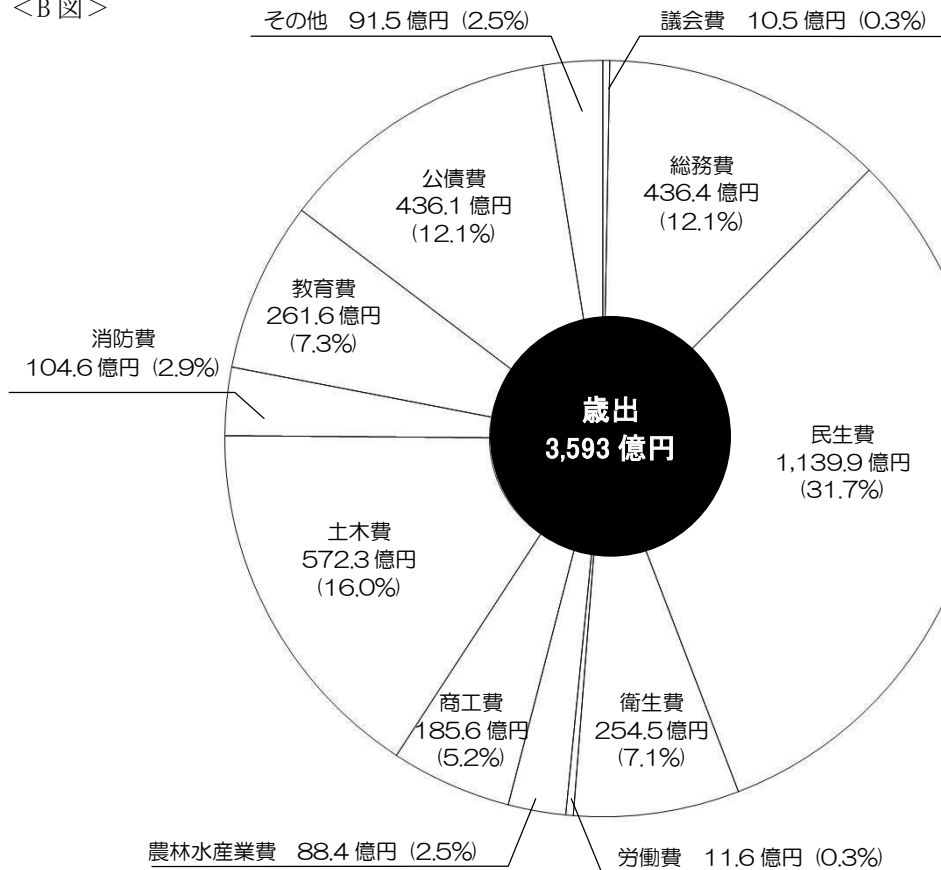 <B図>
その他 91.5億円 (2.5%)
議会費 10.5億円 (0.3%)
総務費
436.4億円
(12.1%)
公債費
436.1億円
(12.1%)
教育費
261.6億円
(7.3%)
消防費
104.6億円 (2.9%)
歳出
3,593億円
民生費
1,139.9億円
(31.7%)
土木費
572.3億円
(16.0%)
商工費
185.6億円
(5.2%)
衛生費
254.5億円
(7.1%)
農林水産業費 88.4億円 (2.5%)
労働費 11.6億円 (0.3%)